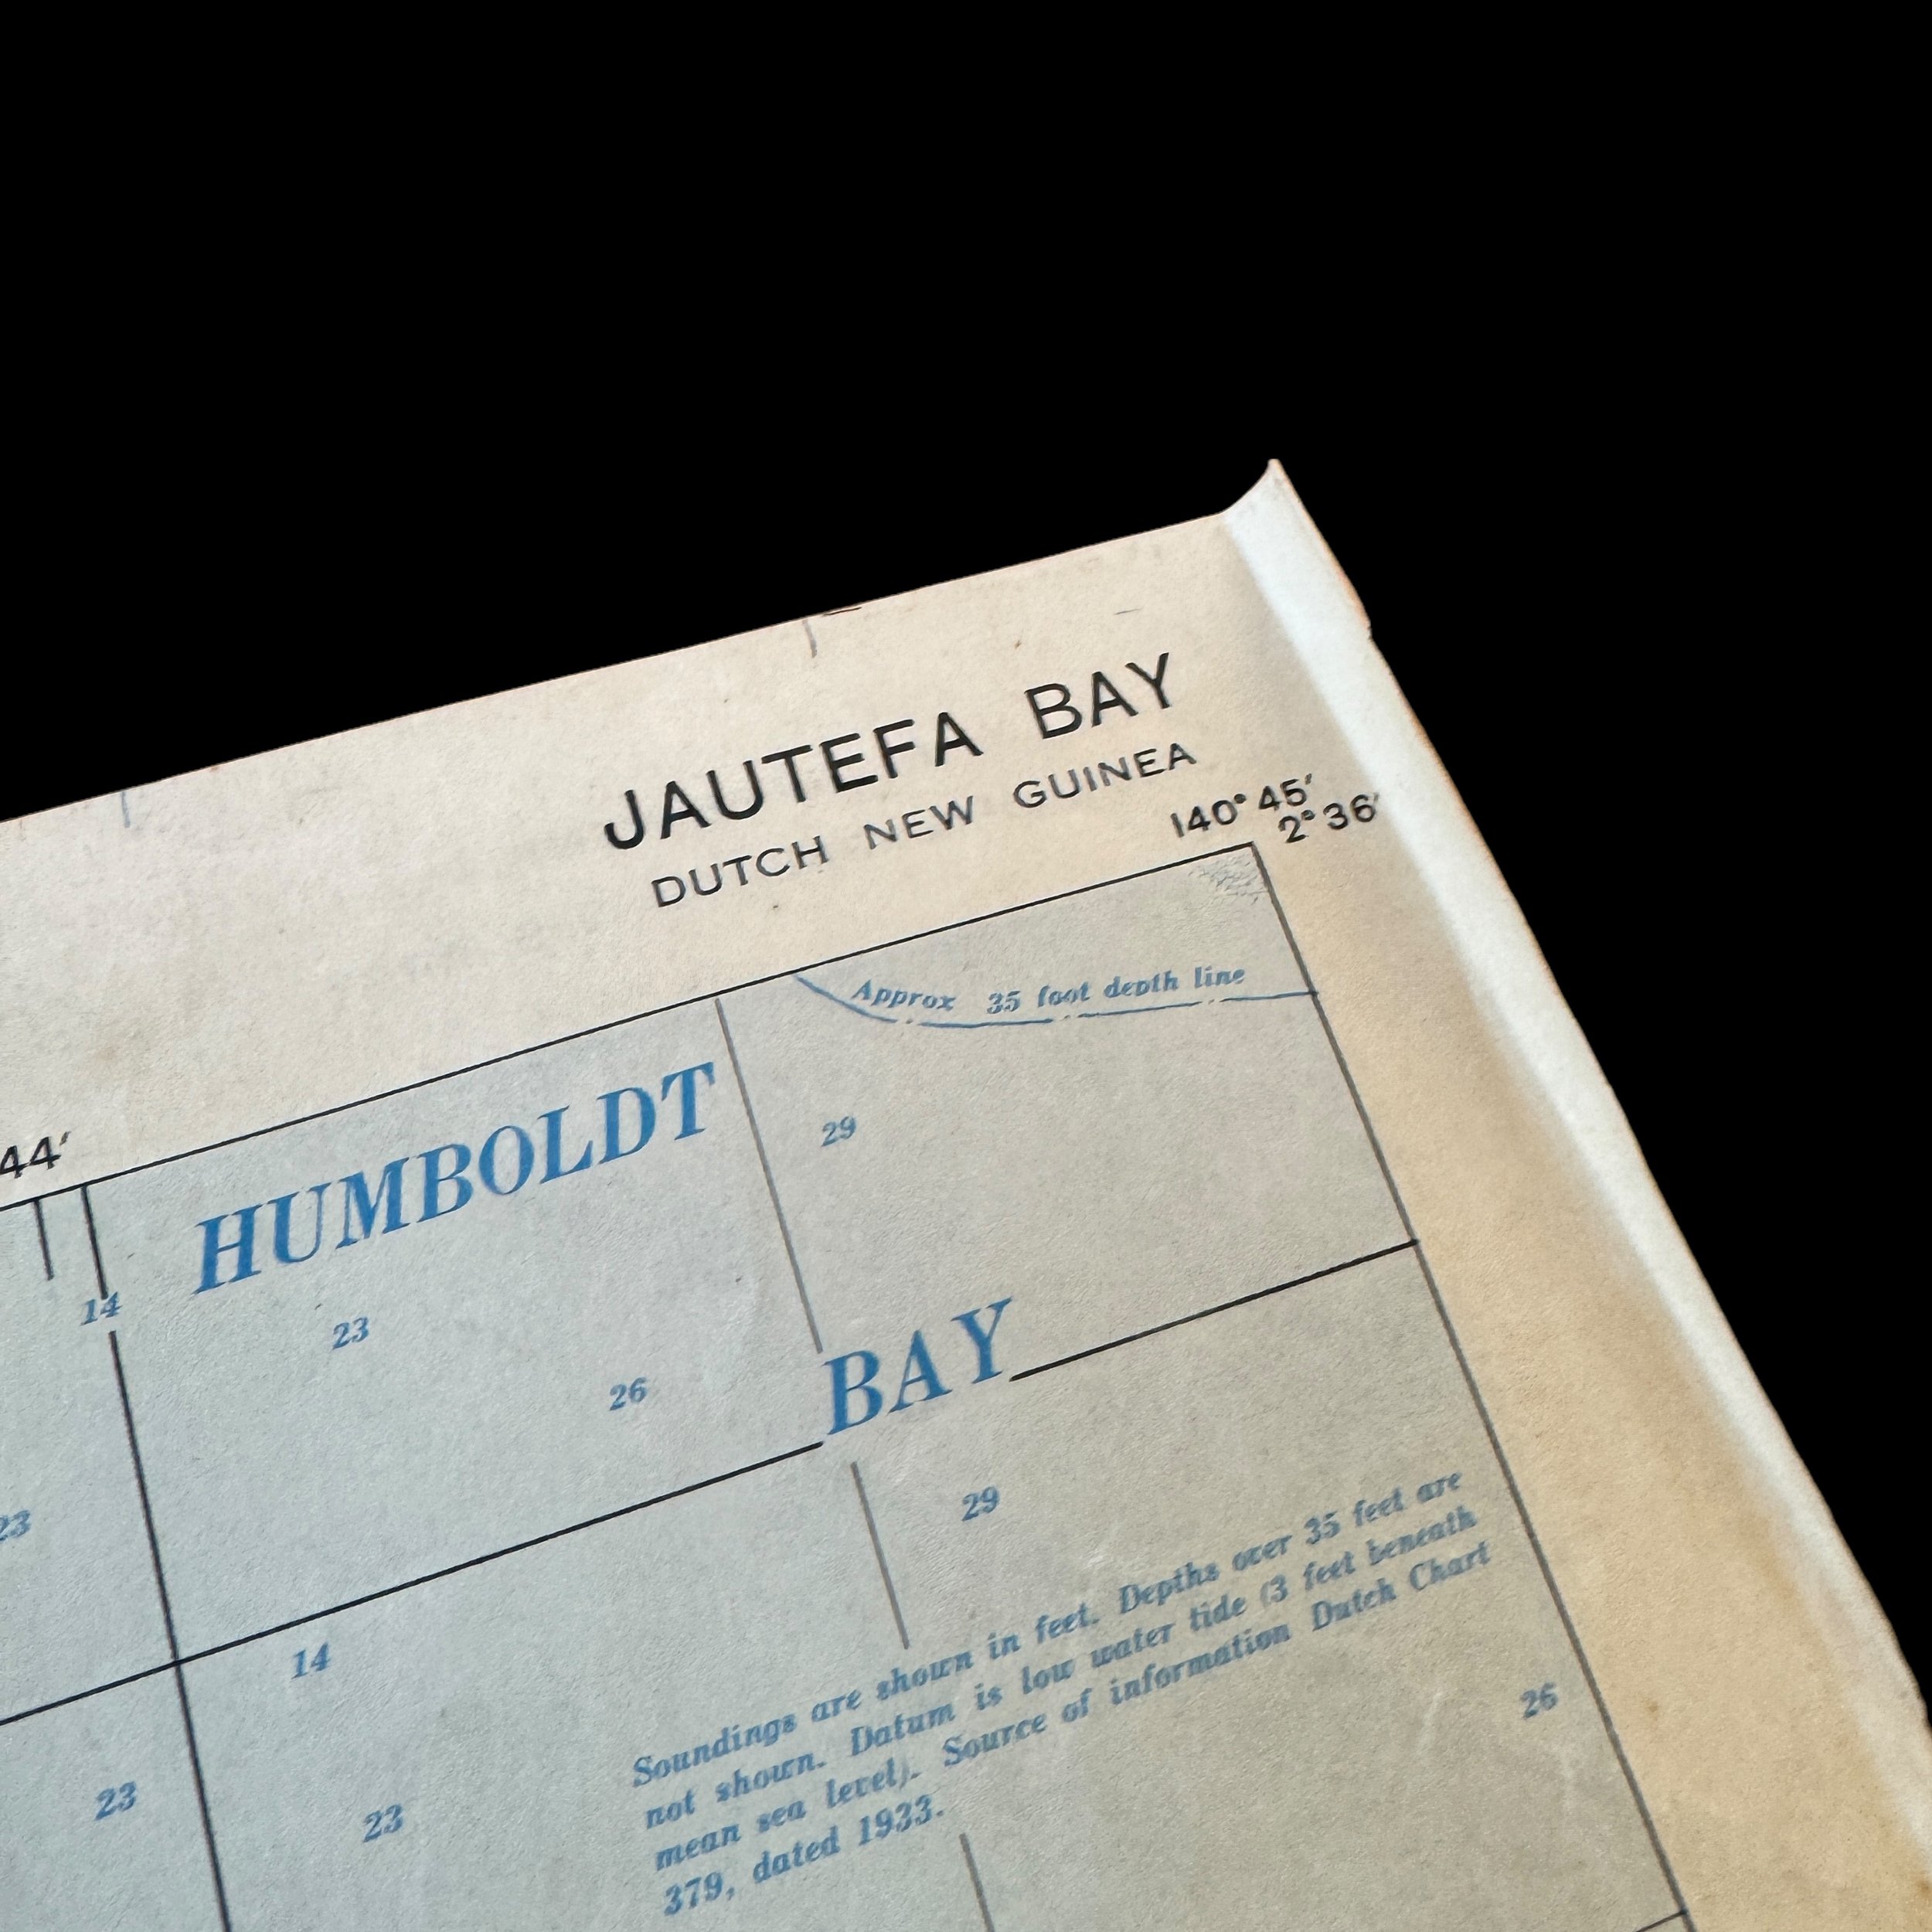 JAUTEFA BAY
DUTCH NEW GUINEA
140° 45′
2° 36′
44′
Approx 35 foot depth line
HUMBOLDT
29
14
23
26
BAY
23
29
14
Soundings are shown in feet. Depths over 35 feet are
not shown. Datum is low water tide (3 feet beneath
mean sea level). Source of information Dutch Chart
379, dated 1933.
26
23
23